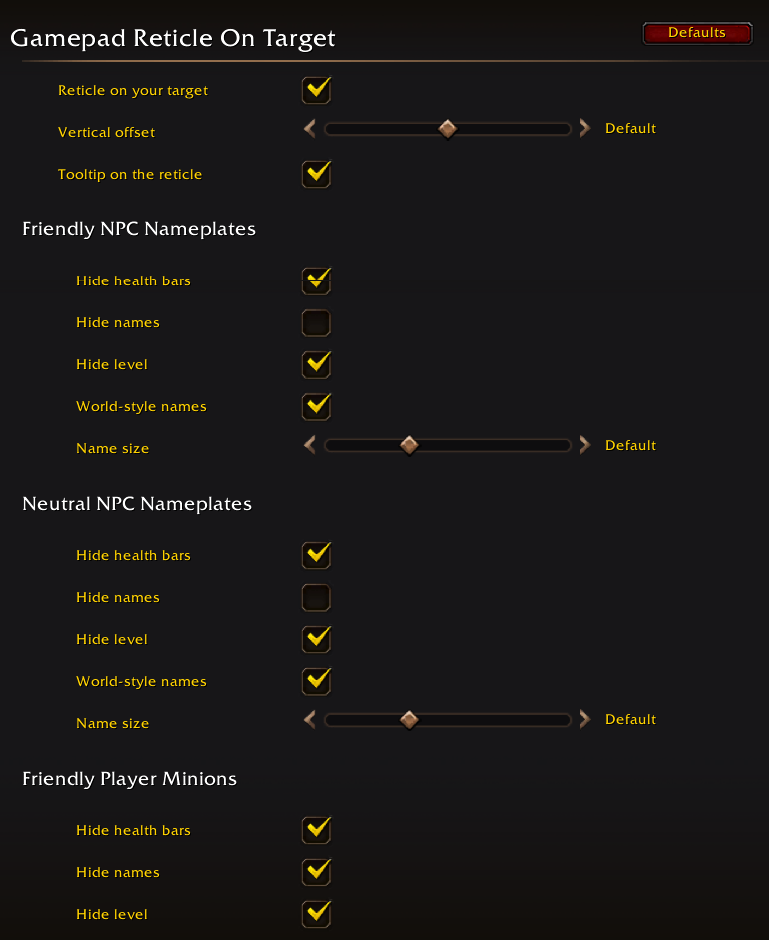 Gamepad Reticle On Target
Defaults
Reticle on your target
Vertical offset
Default
Tooltip on the reticle
Friendly NPC Nameplates
Hide health bars
Hide names
Hide level
World-style names
Name size
Default
Neutral NPC Nameplates
Hide health bars
Hide names
Hide level
World-style names
Name size
Default
Friendly Player Minions
Hide health bars
Hide names
Hide level